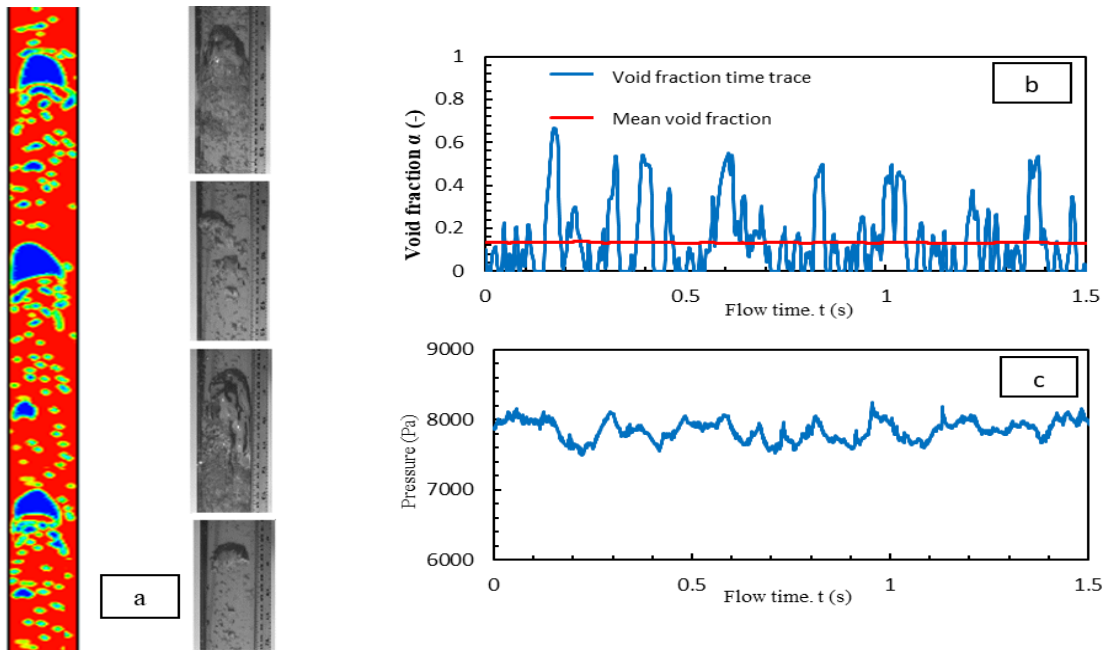 a
b
Void fraction time trace
Mean void fraction
Void fraction α (-)
1
0.8
0.6
0.4
0.2
0
0
0.5
1
1.5
Flow time. t (s)
c
Pressure (Pa)
9000
8000
7000
6000
0
0.5
1
1.5
Flow time. t (s)